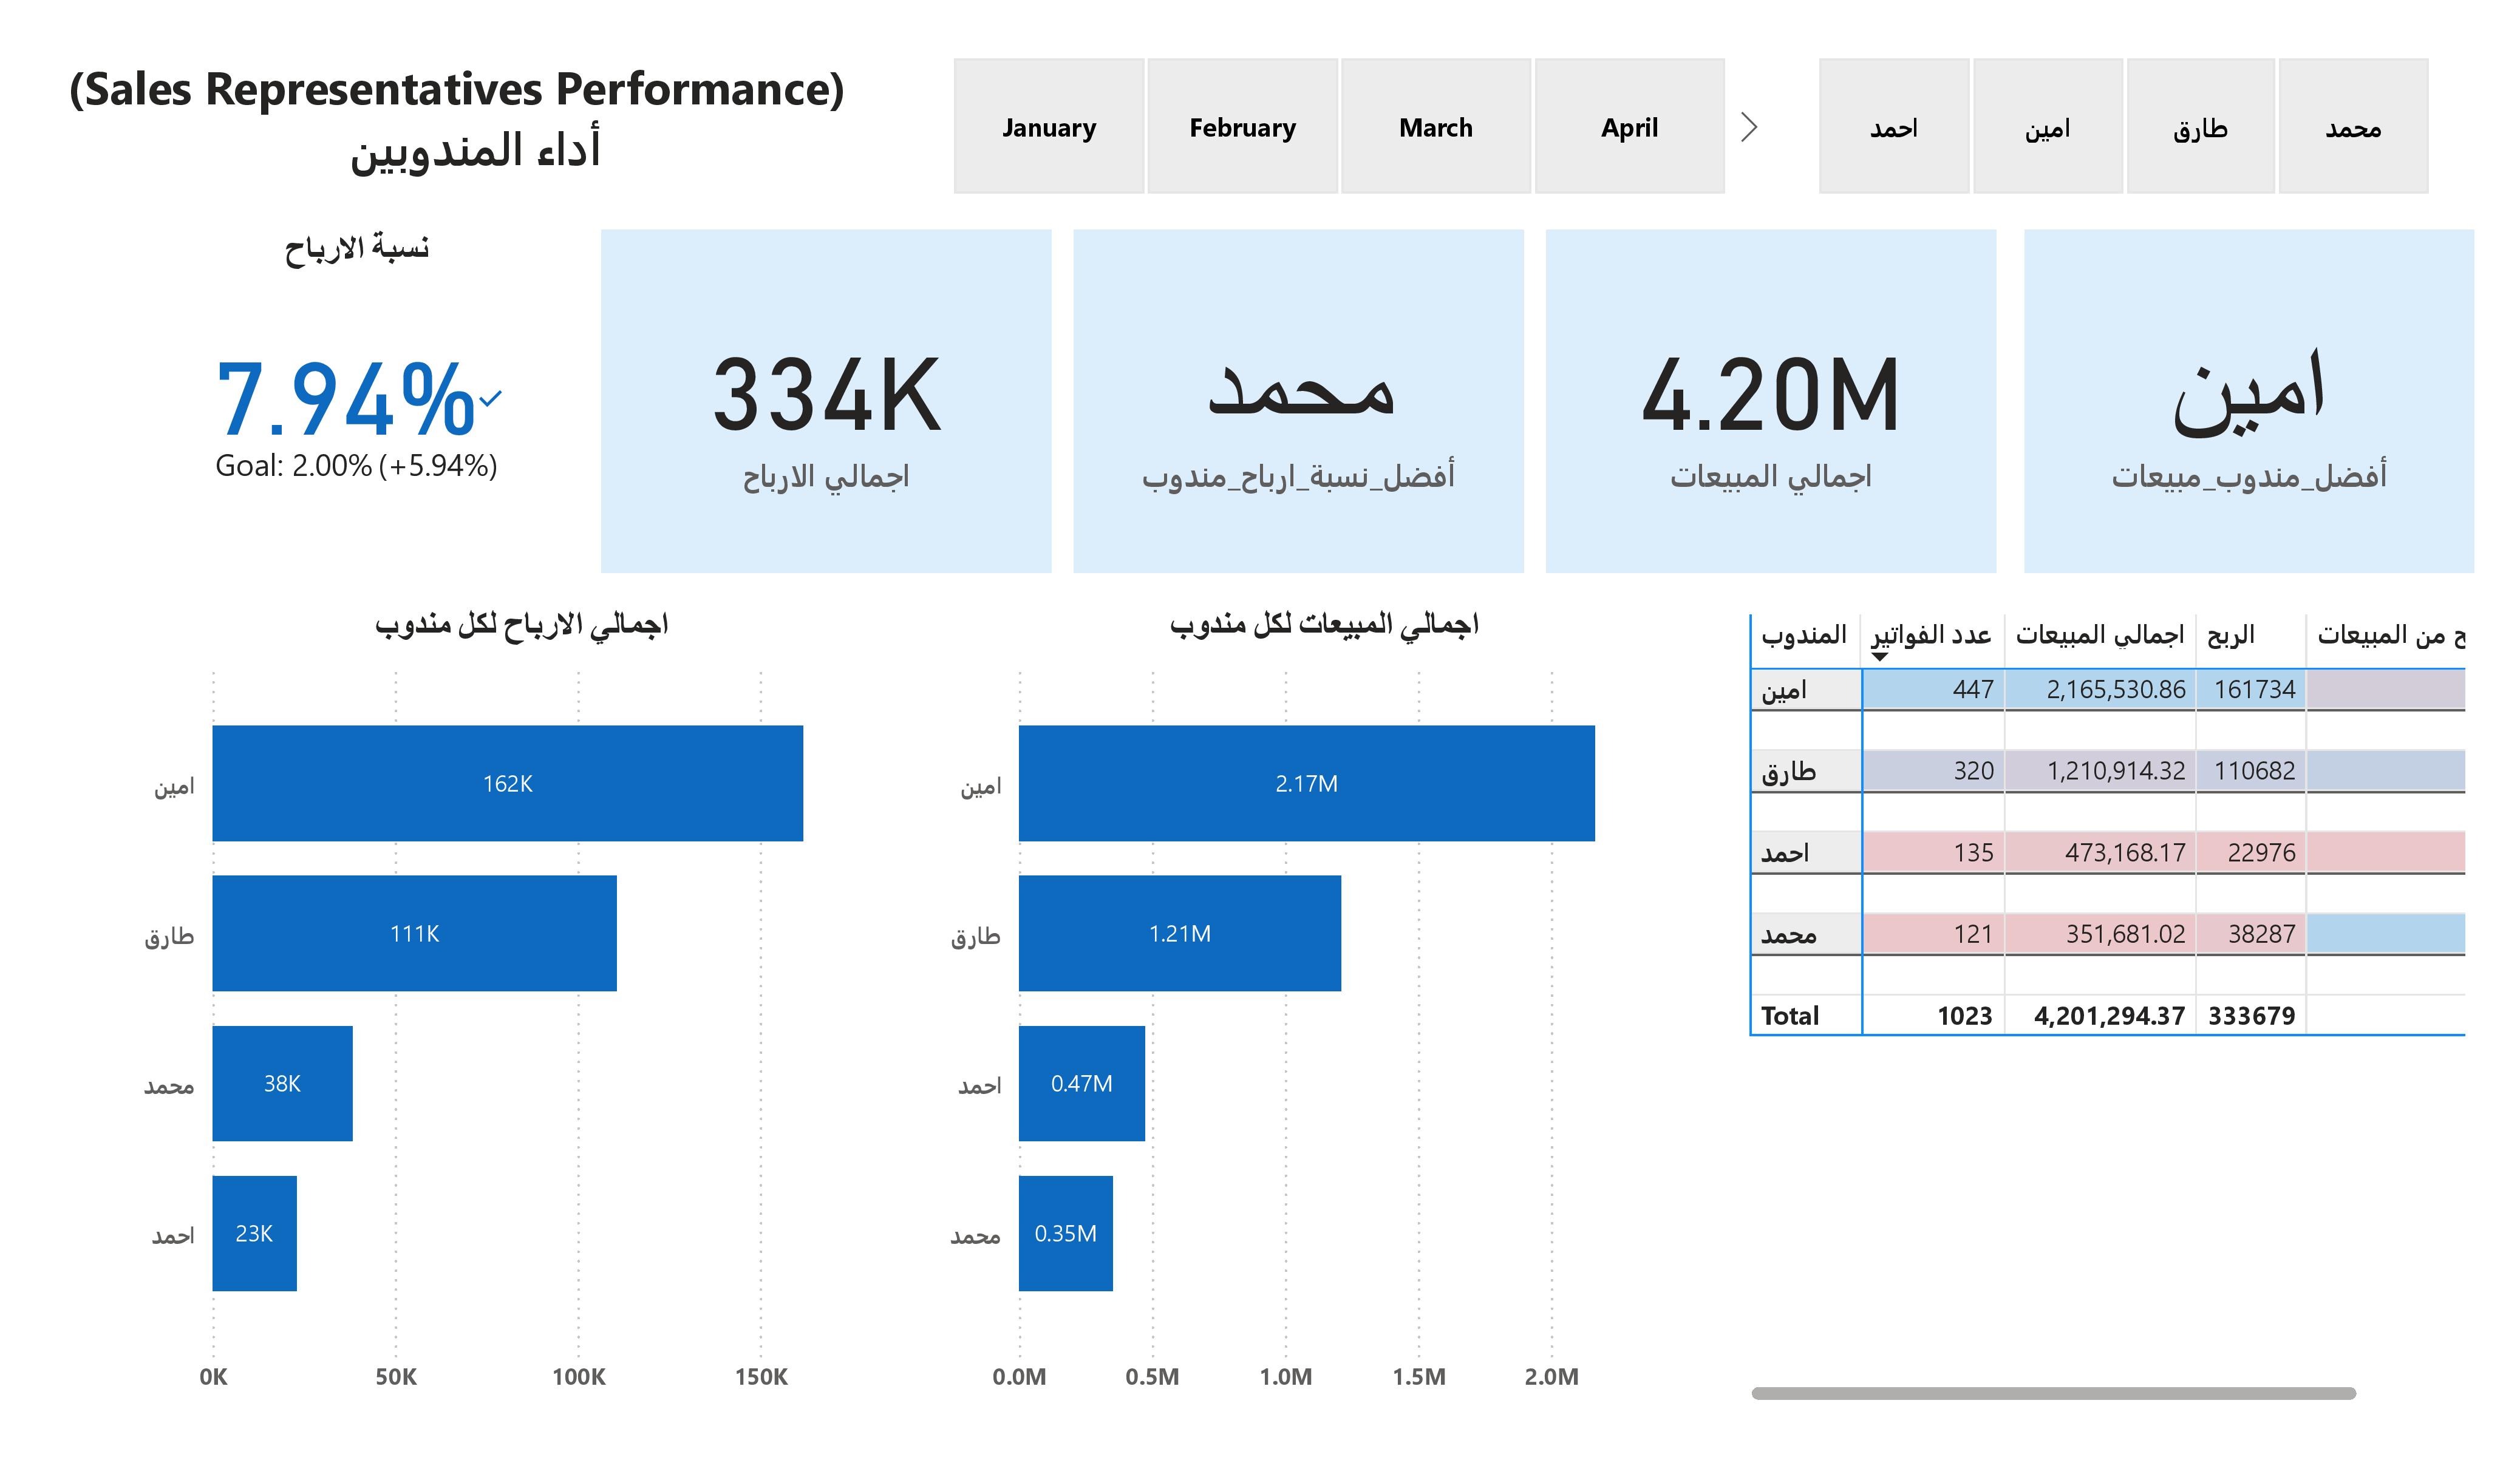 (Sales Representatives Performance)
أداء المندوبين
January
February
March
April
احمد
امين
طارق
محمد
نسبة الارباح
7.94%
Goal: 2.00% (+5.94%)
334K
اجمالي الارباح
محمد
أفضل_نسبة_ارباح_مندوب
4.20M
اجمالي المبيعات
امين
أفضل_مندوب_مبيعات
اجمالي الارباح لكل مندوب
امين 162K
طارق 111K
محمد 38K
احمد 23K
0K 50K 100K 150K
اجمالي المبيعات لكل مندوب
امين 2.17M
طارق 1.21M
احمد 0.47M
محمد 0.35M
0.0M 0.5M 1.0M 1.5M 2.0M
المندوب عدد الفواتير اجمالي المبيعات الربح من المبيعات
امين 447 2,165,530.86 161734
طارق 320 1,210,914.32 110682
احمد 135 473,168.17 22976
محمد 121 351,681.02 38287
Total 1023 4,201,294.37 333679